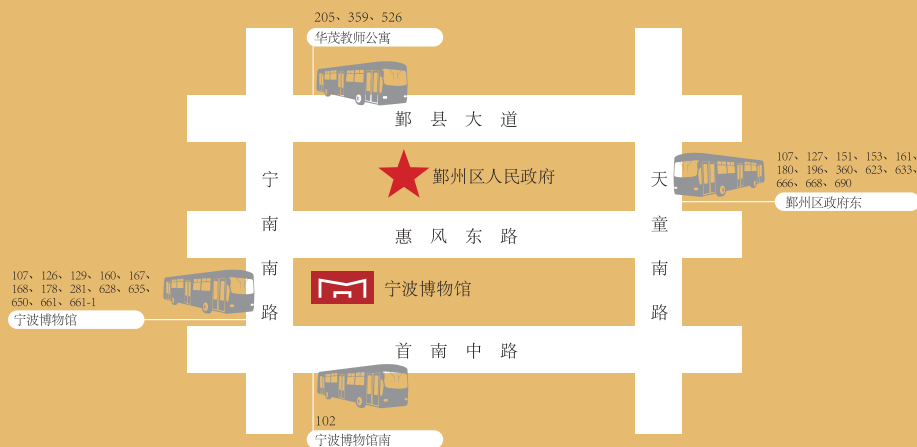 205、359、526
华茂教师公寓
鄞县大道
鄞州区人民政府
宁南南路
天童南路
107、127、151、153、161、
180、196、360、623、633、
666、668、690
鄞州区政府东
惠风东路
107、126、129、160、167、
168、178、281、628、635、
650、661、661-1
宁波博物馆
宁波博物馆
首南中路
102
宁波博物馆南